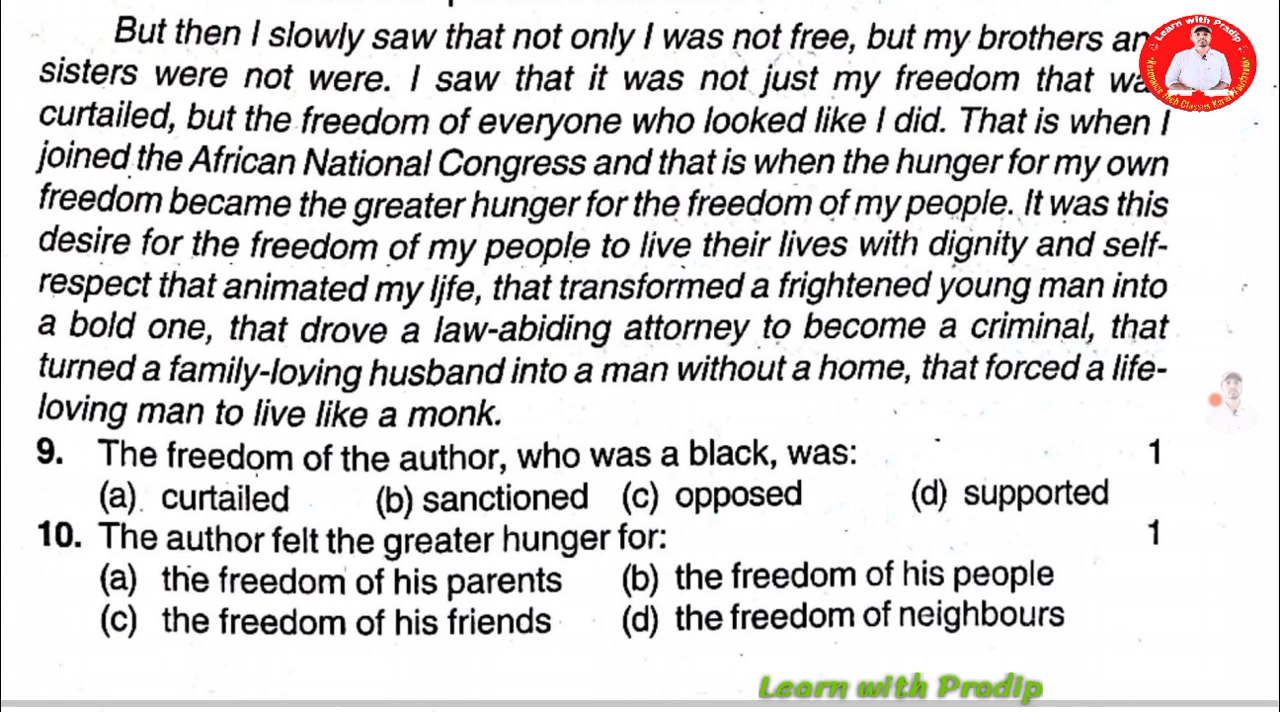 But then I slowly saw that not only I was not free, but my brothers an
sisters were not were. I saw that it was not just my freedom that wa
curtailed, but the freedom of everyone who looked like I did. That is when I
joined the African National Congress and that is when the hunger for my own
freedom became the greater hunger for the freedom of my people. It was this
desire for the freedom of my people to live their lives with dignity and self-
respect that animated my life, that transformed a frightened young man into
a bold one, that drove a law-abiding attorney to become a criminal, that
turned a family-loving husband into a man without a home, that forced a life-
loving man to live like a monk.
9. The freedom of the author, who was a black, was: 1
(a) curtailed (b) sanctioned (c) opposed (d) supported
10. The author felt the greater hunger for: 1
(a) the freedom of his parents (b) the freedom of his people
(c) the freedom of his friends (d) the freedom of neighbours
Learn with Pradip
Learn with Pradip